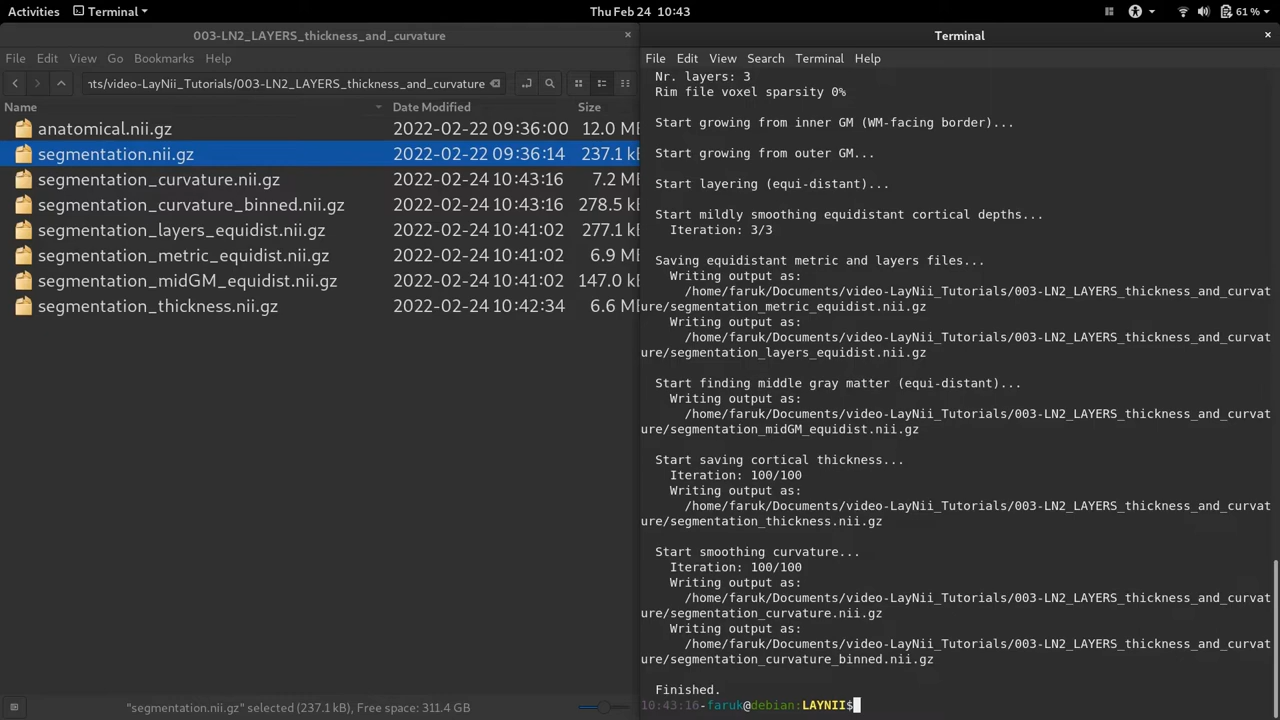 Activities Terminal Thu Feb 24 10:43 61 %
003-LN2_LAYERS_thickness_and_curvature ×
File Edit View Go Bookmarks Help
nts/video-LayNii_Tutorials/003-LN2_LAYERS_thickness_and_curvature
Name Date Modified Size
anatomical.nii.gz 2022-02-22 09:36:00 12.0 M
segmentation.nii.gz 2022-02-22 09:36:14 237.1 k
segmentation_curvature.nii.gz 2022-02-24 10:43:16 7.2 M
segmentation_curvature_binned.nii.gz 2022-02-24 10:43:16 278.5 k
segmentation_layers_equidist.nii.gz 2022-02-24 10:41:02 277.1 k
segmentation_metric_equidist.nii.gz 2022-02-24 10:41:02 6.9 M
segmentation_midGM_equidist.nii.gz 2022-02-24 10:41:02 147.0 k
segmentation_thickness.nii.gz 2022-02-24 10:42:34 6.6 M
"segmentation.nii.gz" selected (237.1 kB), Free space: 311.4 GB
Terminal ×
File Edit View Search Terminal Help
Nr. layers: 3
Rim file voxel sparsity 0%
Start growing from inner GM (WM-facing border)...
Start growing from outer GM...
Start layering (equi-distant)...
Start mildly smoothing equidistant cortical depths...
Iteration: 3/3
Saving equidistant metric and layers files...
Writing output as:
/home/faruk/Documents/video-LayNii_Tutorials/003-LN2_LAYERS_thickness_and_curvat
ure/segmentation_metric_equidist.nii.gz
Writing output as:
/home/faruk/Documents/video-LayNii_Tutorials/003-LN2_LAYERS_thickness_and_curvat
ure/segmentation_layers_equidist.nii.gz
Start finding middle gray matter (equi-distant)...
Writing output as:
/home/faruk/Documents/video-LayNii_Tutorials/003-LN2_LAYERS_thickness_and_curvat
ure/segmentation_midGM_equidist.nii.gz
Start saving cortical thickness...
Iteration: 100/100
Writing output as:
/home/faruk/Documents/video-LayNii_Tutorials/003-LN2_LAYERS_thickness_and_curvat
ure/segmentation_thickness.nii.gz
Start smoothing curvature...
Iteration: 100/100
Writing output as:
/home/faruk/Documents/video-LayNii_Tutorials/003-LN2_LAYERS_thickness_and_curvat
ure/segmentation_curvature.nii.gz
Writing output as:
/home/faruk/Documents/video-LayNii_Tutorials/003-LN2_LAYERS_thickness_and_curvat
ure/segmentation_curvature_binned.nii.gz
Finished.
10:43:16-faruk@debian:LAYNII$